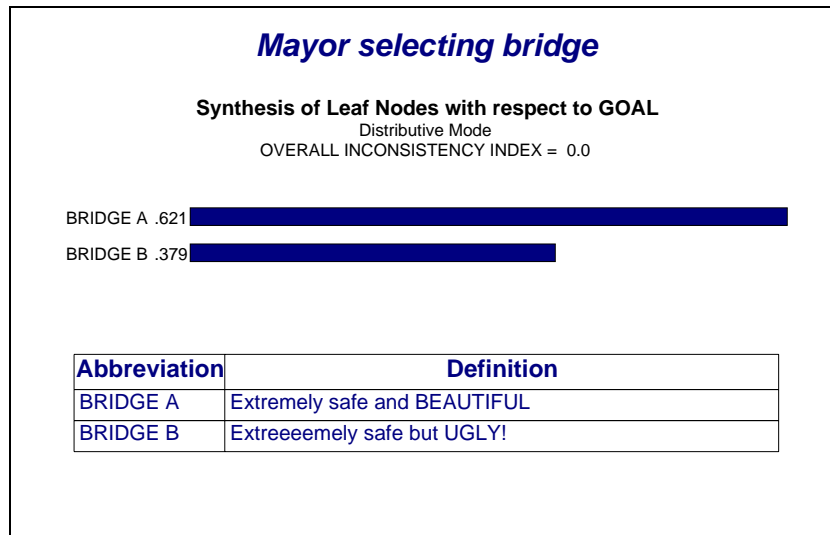 Mayor selecting bridge
Synthesis of Leaf Nodes with respect to GOAL
Distributive Mode
OVERALL INCONSISTENCY INDEX = 0.0
BRIDGE A .621
BRIDGE B .379
Abbreviation Definition
BRIDGE A Extremely safe and BEAUTIFUL
BRIDGE B Extreeeemely safe but UGLY!